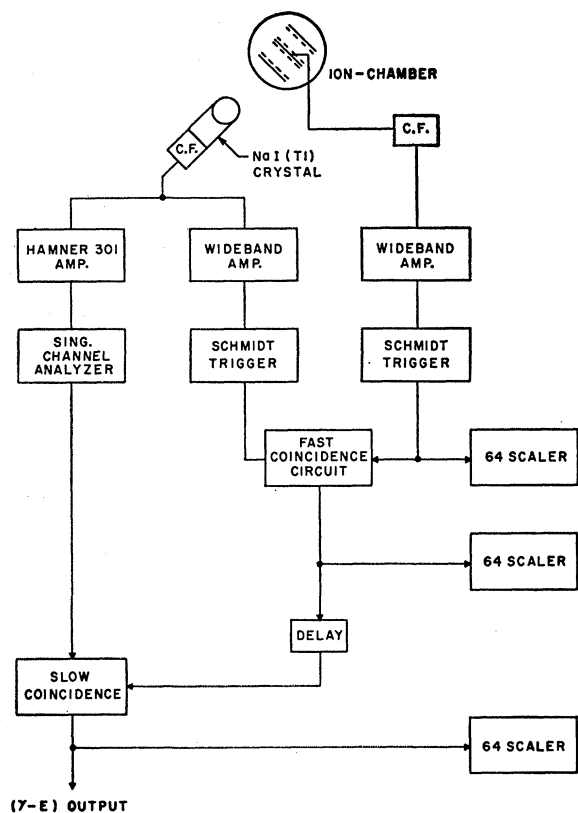 ION-CHAMBER
C.F.
C.F.
NaI(Tl)
CRYSTAL
HAMNER 301
AMP.
WIDEBAND
AMP.
WIDEBAND
AMP.
SING.
CHANNEL
ANALYZER
SCHMIDT
TRIGGER
SCHMIDT
TRIGGER
FAST
COINCIDENCE
CIRCUIT
64 SCALER
64 SCALER
DELAY
SLOW
COINCIDENCE
64 SCALER
(γ-E) OUTPUT